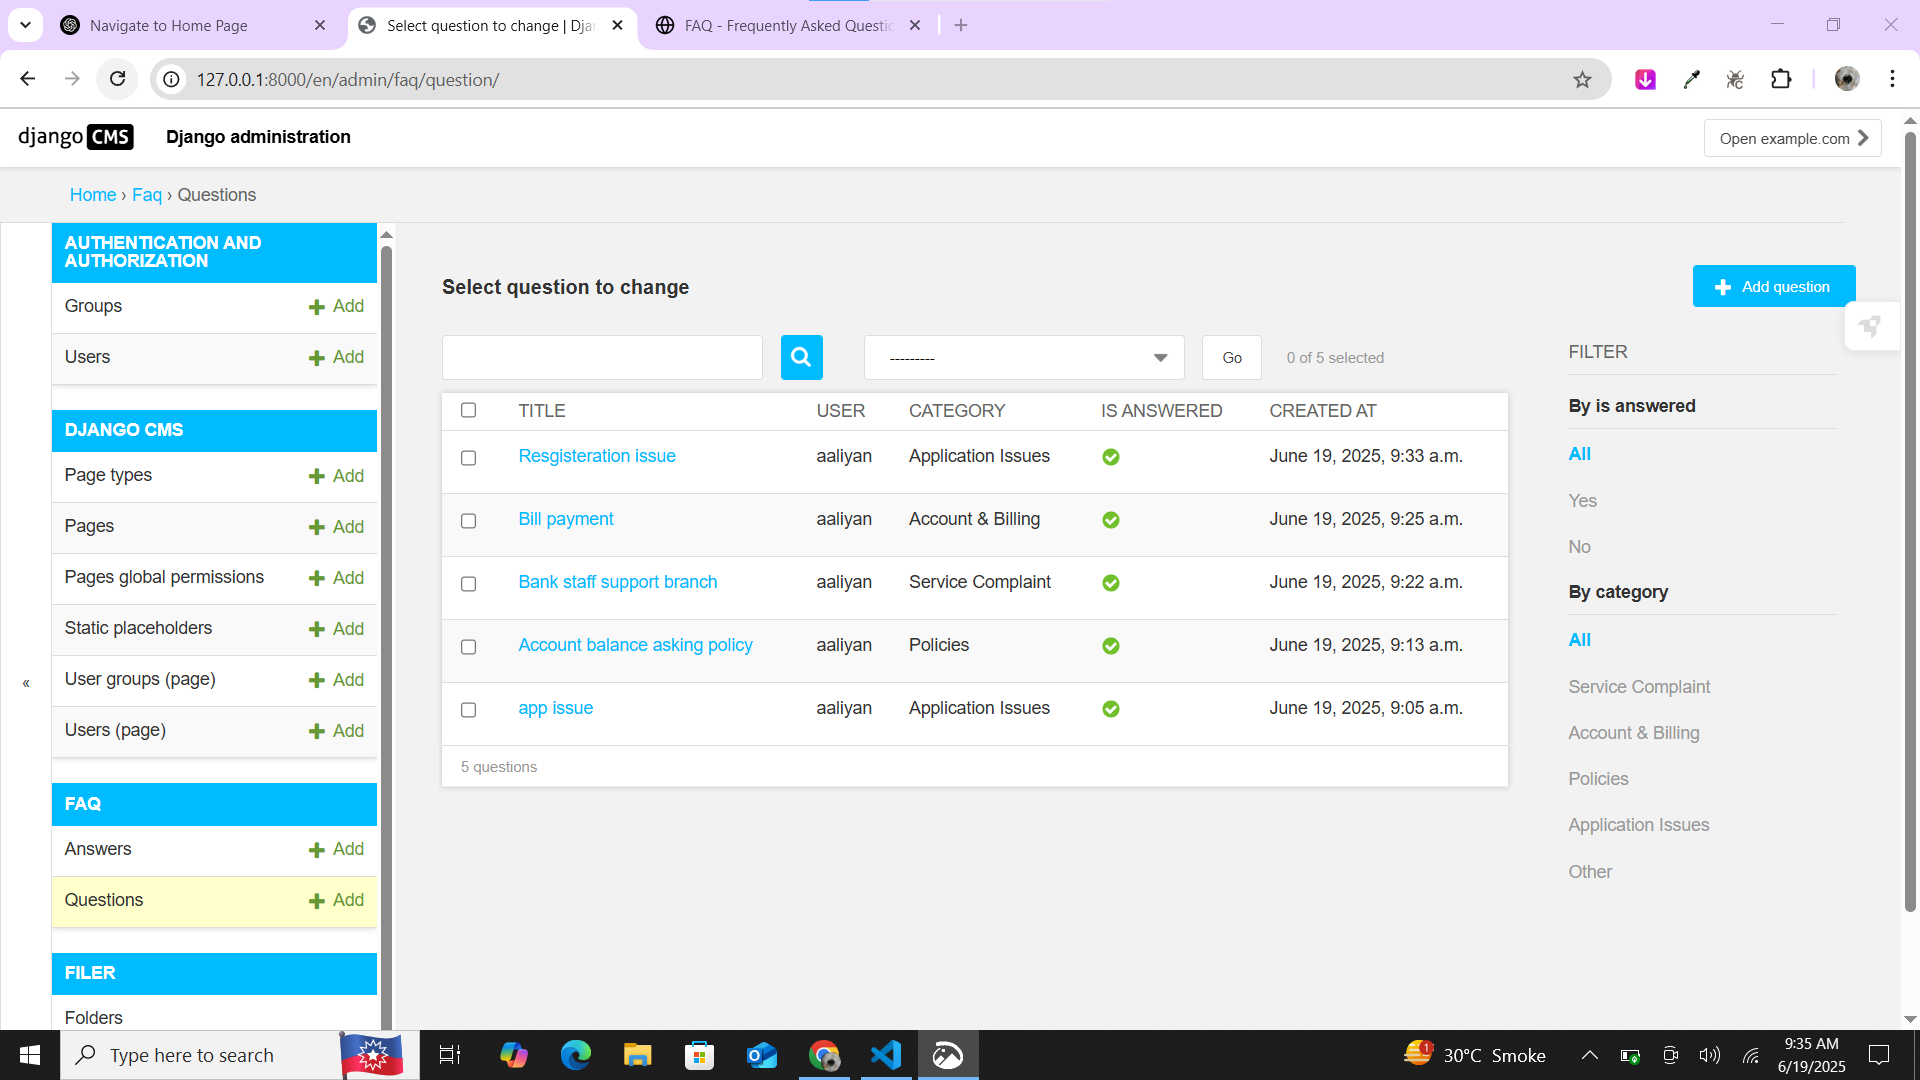 Navigate to Home Page
Select question to change | Djan
FAQ - Frequently Asked Questio
127.0.0.1:8000/en/admin/faq/question/
django CMS
Django administration
Open example.com
Home › Faq › Questions
AUTHENTICATION AND
AUTHORIZATION
Groups Add
Users Add
DJANGO CMS
Page types Add
Pages Add
Pages global permissions Add
Static placeholders Add
User groups (page) Add
«
Users (page) Add
FAQ
Answers Add
Questions Add
FILER
Folders
Select question to change
Add question
---------
Go
0 of 5 selected
TITLE USER CATEGORY IS ANSWERED CREATED AT
Resgisteration issue aaliyan Application Issues June 19, 2025, 9:33 a.m.
Bill payment aaliyan Account & Billing June 19, 2025, 9:25 a.m.
Bank staff support branch aaliyan Service Complaint June 19, 2025, 9:22 a.m.
Account balance asking policy aaliyan Policies June 19, 2025, 9:13 a.m.
app issue aaliyan Application Issues June 19, 2025, 9:05 a.m.
5 questions
FILTER
By is answered
All
Yes
No
By category
All
Service Complaint
Account & Billing
Policies
Application Issues
Other
Type here to search
1
30°C Smoke
9:35 AM
6/19/2025